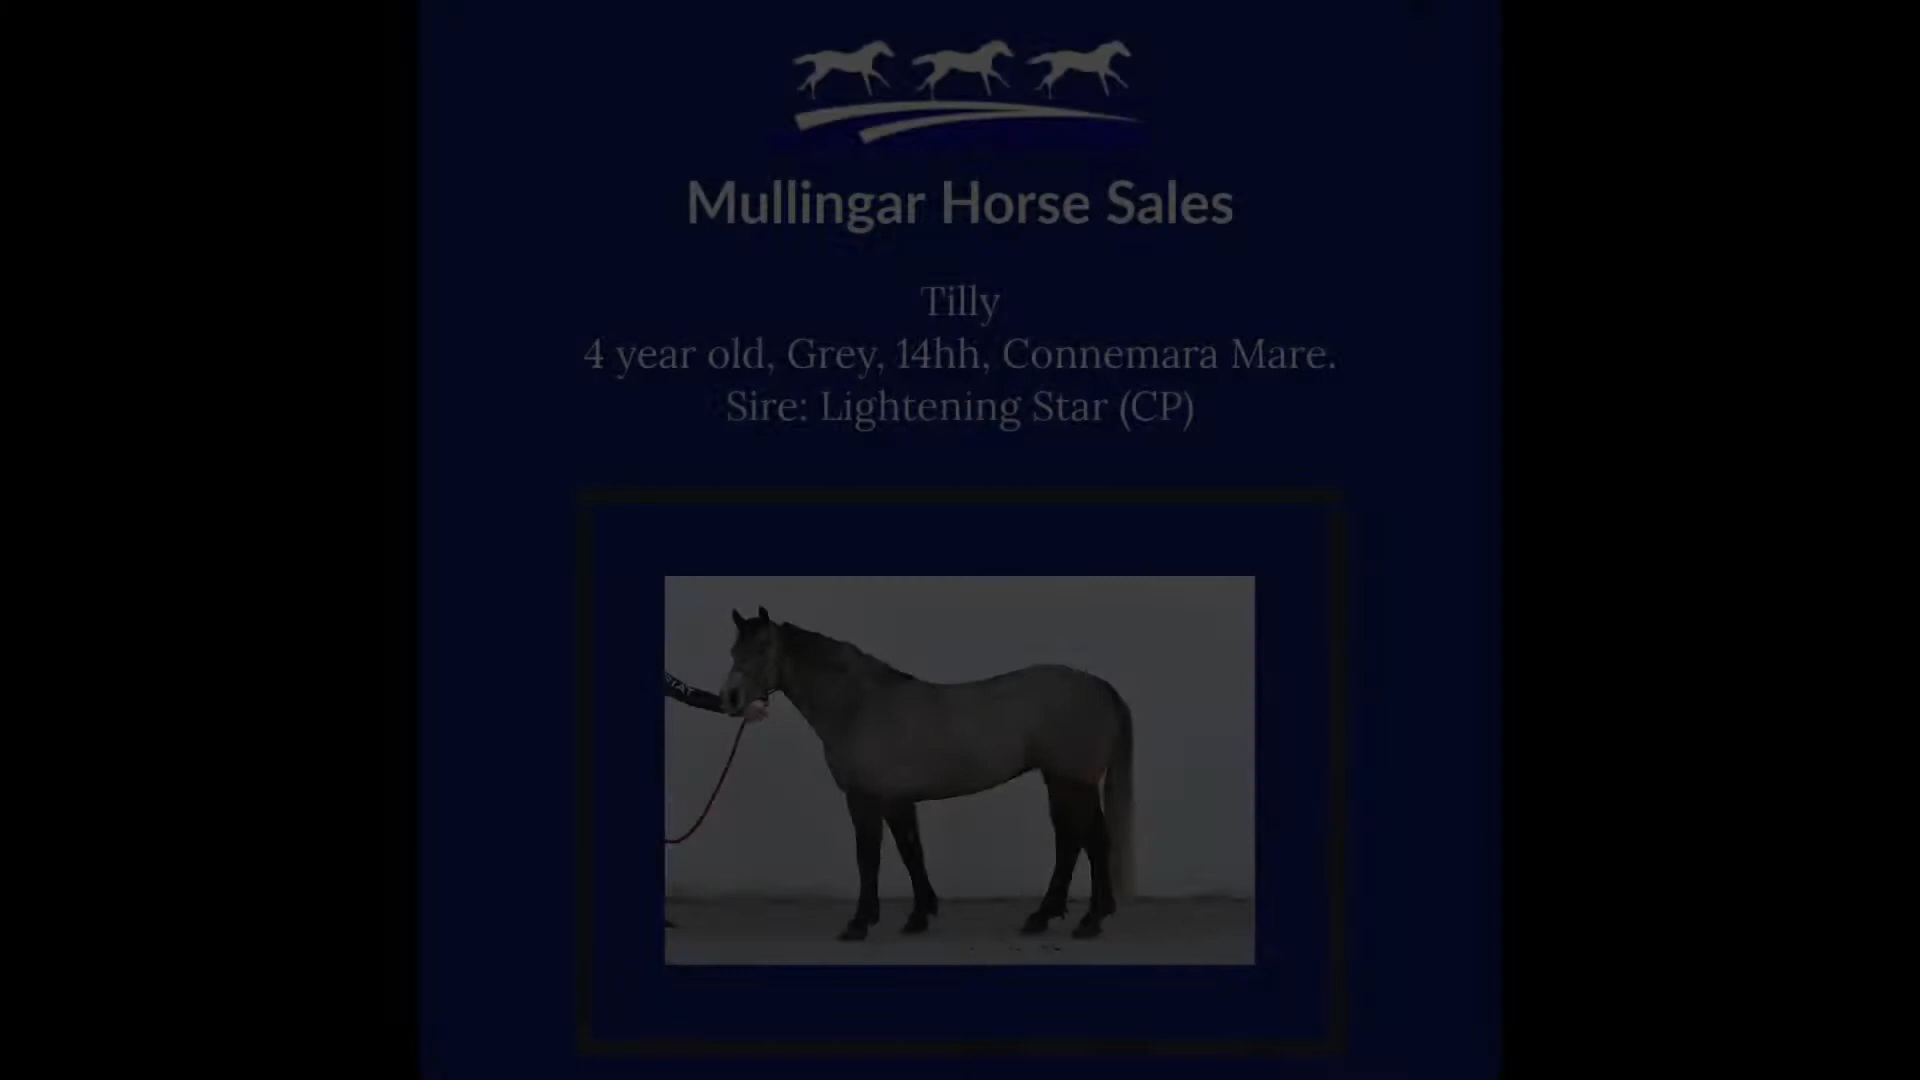 Mullingar Horse Sales
Tilly
4 year old, Grey, 14hh, Connemara Mare.
Sire: Lightening Star (CP)